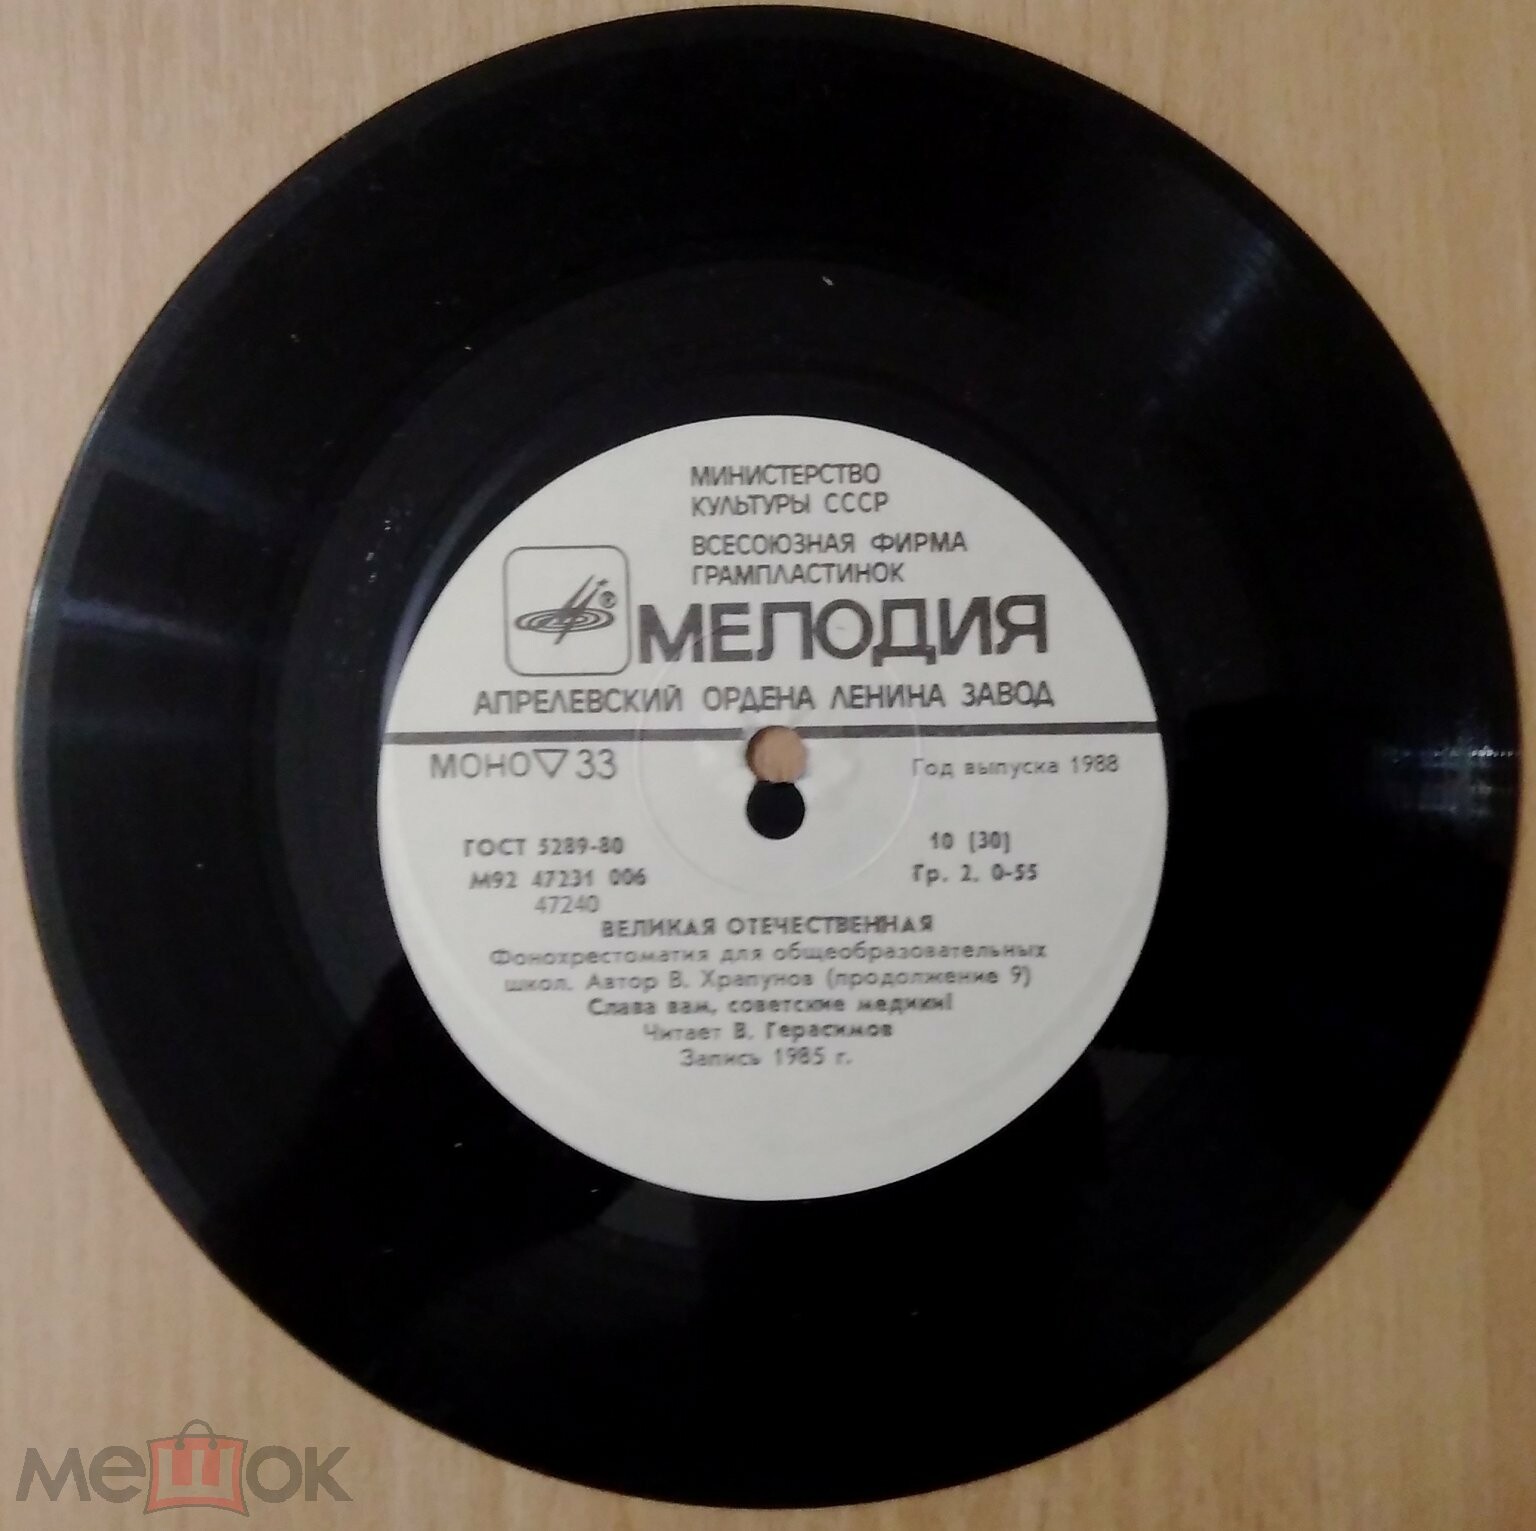 МИНИСТЕРСТВО
КУЛЬТУРЫ СССР
ВСЕСОЮЗНАЯ ФИРМА
ГРАМПЛАСТИНОК
®
МЕЛОДИЯ
АПРЕЛЕВСКИЙ ОРДЕНА ЛЕНИНА ЗАВОД
МОНО 33
Год выпуска 1988
ГОСТ 5289-80
10 (30)
М92 47231 006
Гр. 2. 0-55
47240
ВЕЛИКАЯ ОТЕЧЕСТВЕННАЯ
Фонохрестоматия для общеобразовательных
школ. Автор В. Храпунов (продолжение 9)
Слава вам, советские медики!
Читает В. Герасимов
Запись 1985 г.
мешок